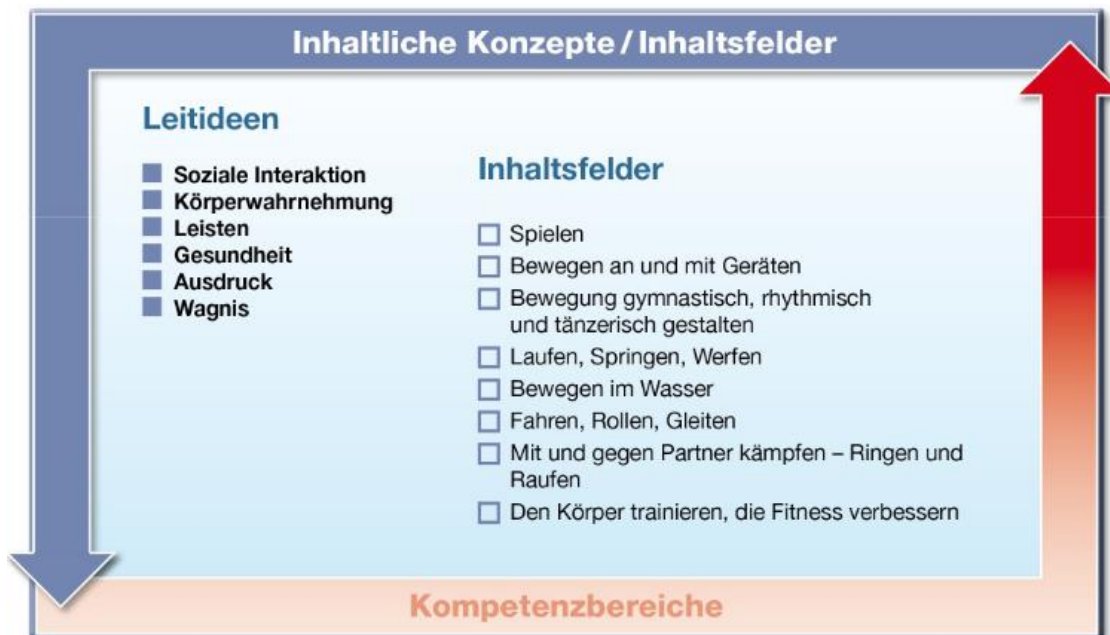 Inhaltliche Konzepte / Inhaltsfelder
Leitideen
Soziale Interaktion
Körperwahrnehmung
Leisten
Gesundheit
Ausdruck
Wagnis
Inhaltsfelder
Spielen
Bewegen an und mit Geräten
Bewegung gymnastisch, rhythmisch
und tänzerisch gestalten
Laufen, Springen, Werfen
Bewegen im Wasser
Fahren, Rollen, Gleiten
Mit und gegen Partner kämpfen – Ringen und
Raufen
Den Körper trainieren, die Fitness verbessern
Kompetenzbereiche